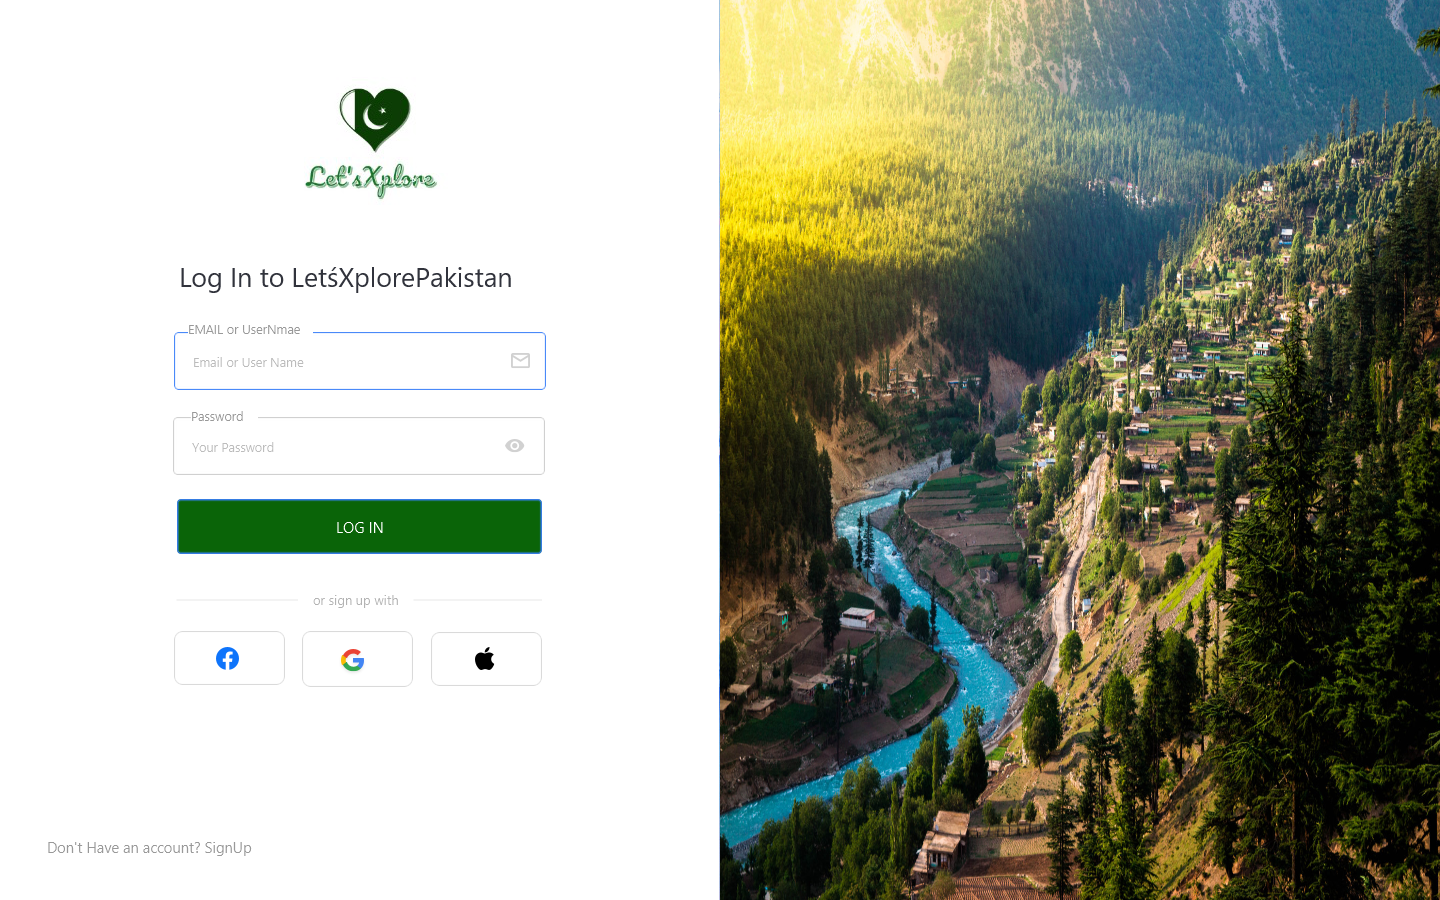 Let'sXplore
Log In to LetśXplorePakistan
EMAIL or UserNmae
Email or User Name
Password
Your Password
LOG IN
or sign up with
Don't Have an account? SignUp